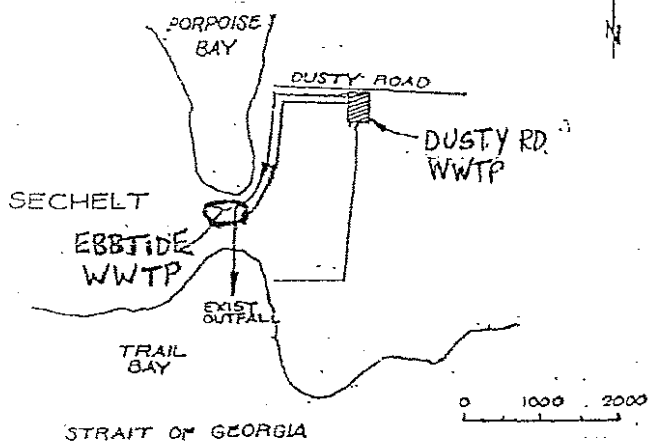 PORPOISE
BAY
N
DUSTY ROAD
DUSTY RD.
WWTP
SECHELT
EBBTIDE
WWTP
EXIST
OUTFALL
TRAIL
BAY
0 1000 2000
STRAIT OF GEORGIA